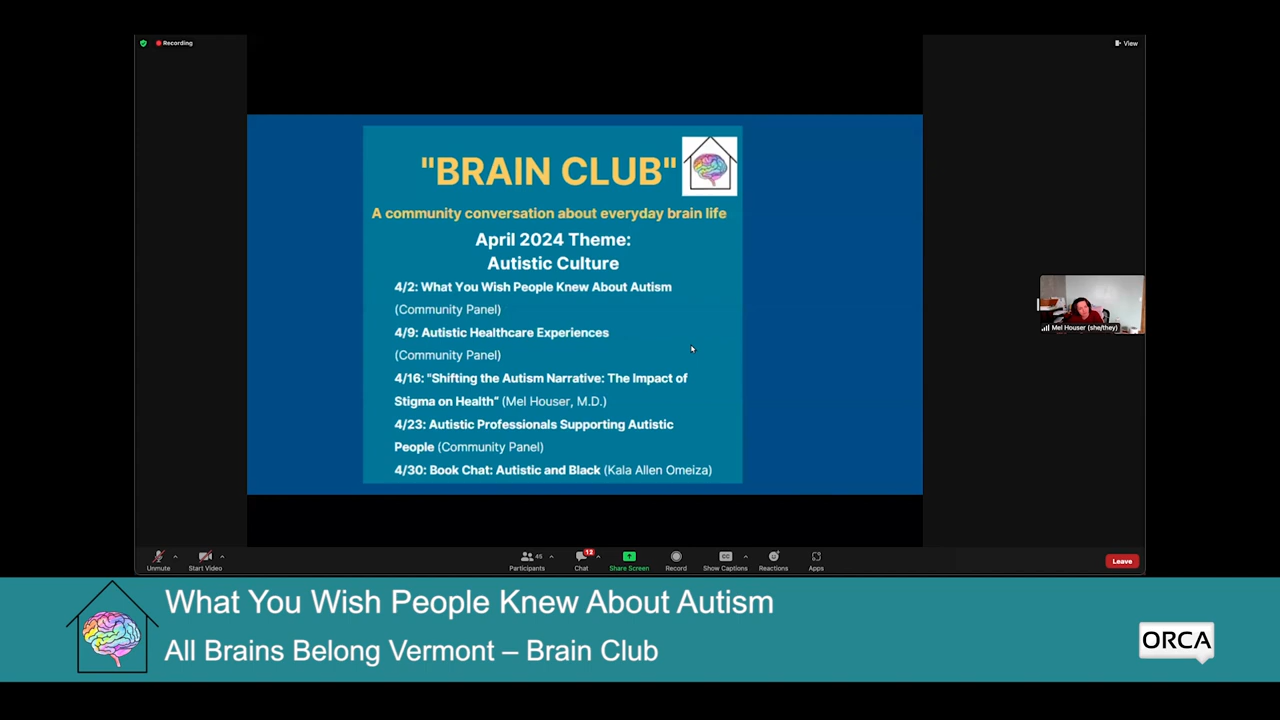 Recording
View
"BRAIN CLUB"
A community conversation about everyday brain life
April 2024 Theme:
Autistic Culture
4/2: What You Wish People Knew About Autism
(Community Panel)
4/9: Autistic Healthcare Experiences
(Community Panel)
4/16: "Shifting the Autism Narrative: The Impact of
Stigma on Health" (Mel Houser, M.D.)
4/23: Autistic Professionals Supporting Autistic
People (Community Panel)
4/30: Book Chat: Autistic and Black (Kala Allen Omeiza)
Mel Houser (she/they)
Unmute
Start Video
Participants
45
Chat
12
Share Screen
Record
CC
Show Captions
Reactions
Apps
Leave
What You Wish People Knew About Autism
All Brains Belong Vermont – Brain Club
ORCA